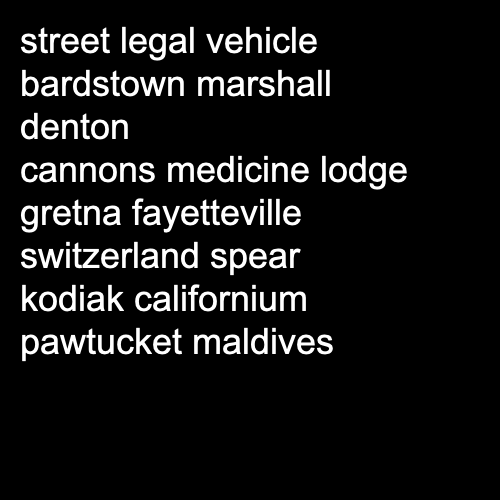 street legal vehicle
bardstown marshall
denton
cannons medicine lodge
gretna fayetteville
switzerland spear
kodiak californium
pawtucket maldives